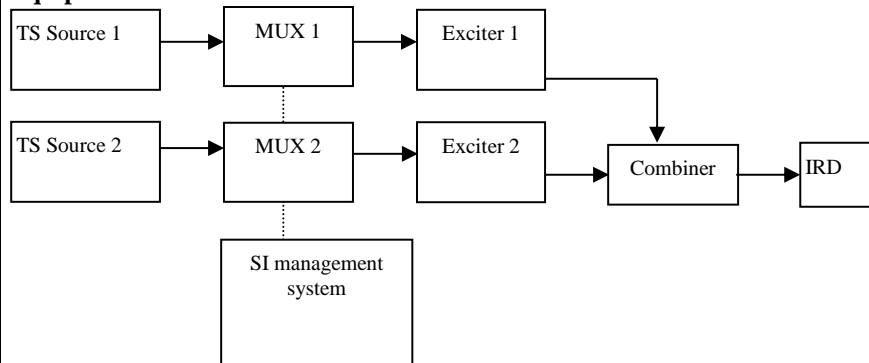 TS Source 1
MUX 1
Exciter 1
TS Source 2
MUX 2
Exciter 2
Combiner
IRD
SI management
system